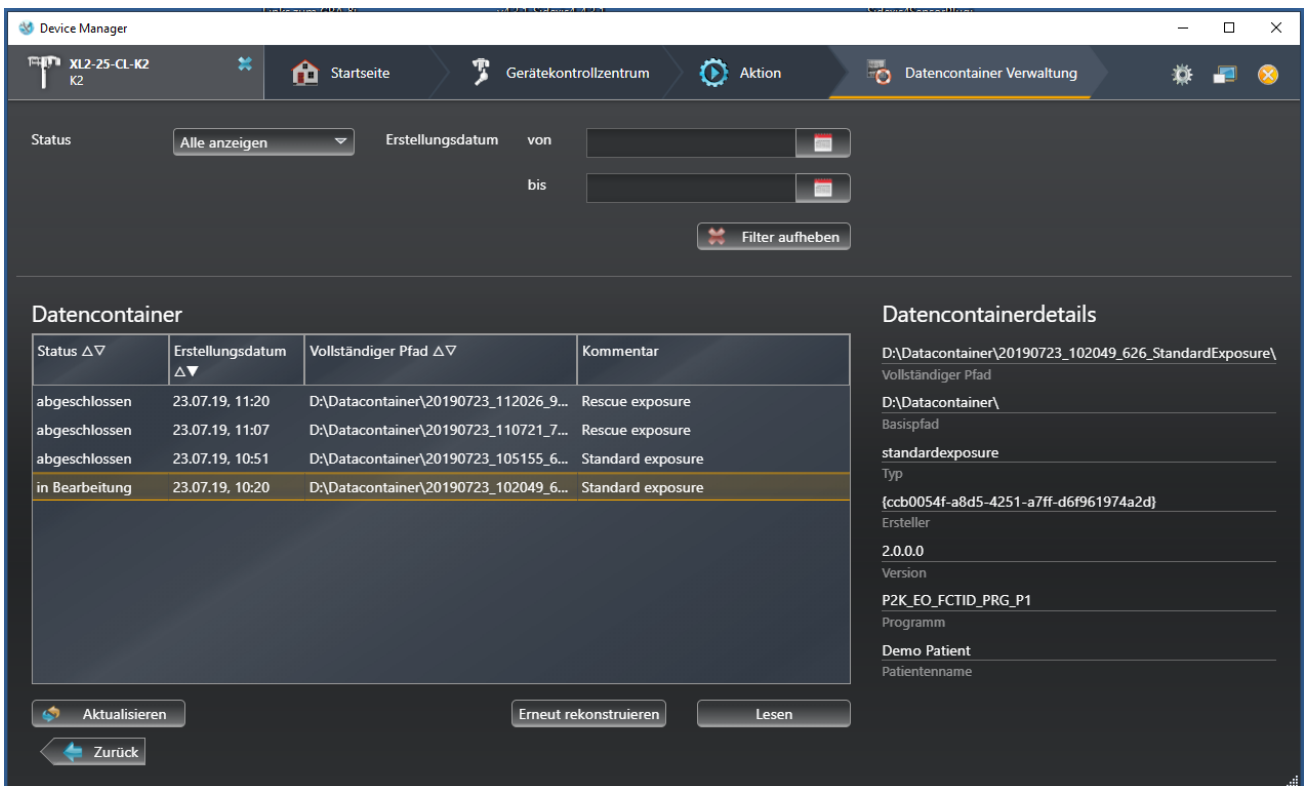 Device Manager
XL2-25-CL-K2
K2
Startseite
Gerätekontrollzentrum
Aktion
Datencontainer Verwaltung
Status
Alle anzeigen
Erstellungsdatum
von
bis
Filter aufheben
Datencontainer
Status △▽
Erstellungsdatum △▼
Vollständiger Pfad △▽
Kommentar
abgeschlossen 23.07.19, 11:20 D:\Datacontainer\20190723_112026_9... Rescue exposure
abgeschlossen 23.07.19, 11:07 D:\Datacontainer\20190723_110721_7... Rescue exposure
abgeschlossen 23.07.19, 10:51 D:\Datacontainer\20190723_105155_6... Standard exposure
in Bearbeitung 23.07.19, 10:20 D:\Datacontainer\20190723_102049_6... Standard exposure
Aktualisieren
Erneut rekonstruieren
Lesen
Zurück
Datencontainerdetails
D:\Datacontainer\20190723_102049_626_StandardExposure\
Vollständiger Pfad
D:\Datacontainer\
Basispfad
standardexposure
Typ
{ccb0054f-a8d5-4251-a7ff-d6f961974a2d}
Ersteller
2.0.0.0
Version
P2K_EO_FCTID_PRG_P1
Programm
Demo Patient
Patientenname